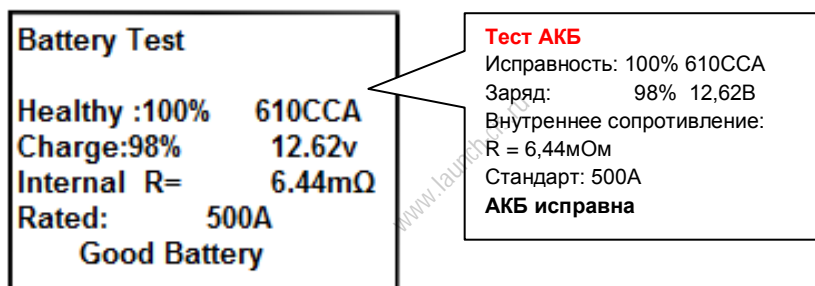 Battery Test
Healthy :100% 610CCA
Charge:98% 12.62v
Internal R= 6.44mΩ
Rated: 500A
Good Battery
Тест АКБ
Исправность: 100% 610CCA
Заряд: 98% 12,62В
Внутреннее сопротивление:
R = 6,44мОм
Стандарт: 500А
АКБ исправна